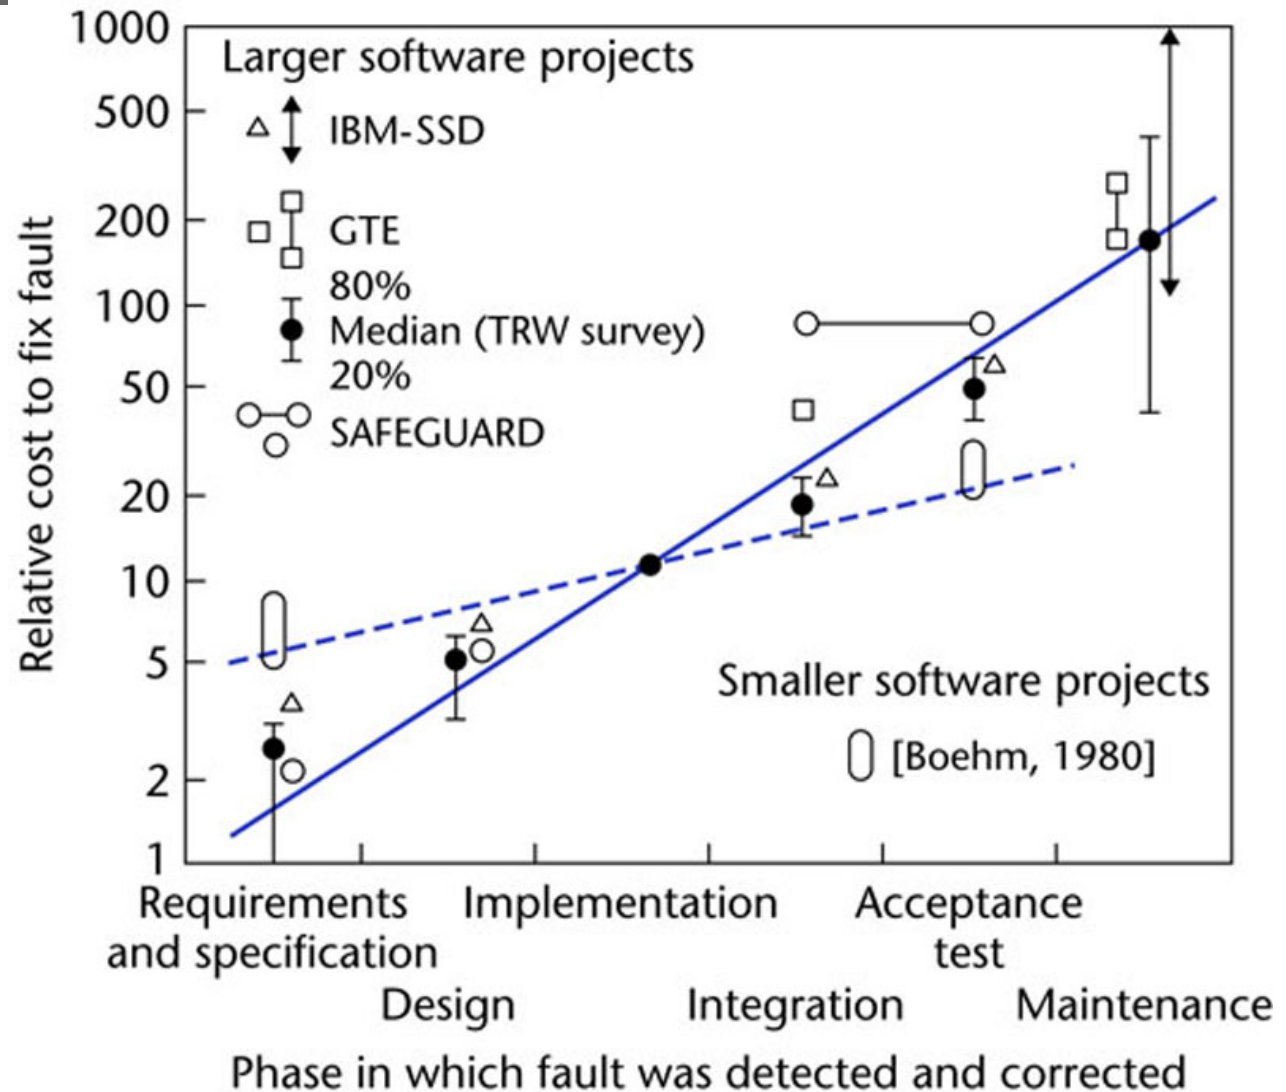 Relative cost to fix fault
1000
500
200
100
50
20
10
5
2
1
Larger software projects
IBM-SSD
GTE
80%
Median (TRW survey)
20%
SAFEGUARD
Smaller software projects
[Boehm, 1980]
Requirements
and specification
Design
Implementation
Integration
Acceptance
test
Maintenance
Phase in which fault was detected and corrected